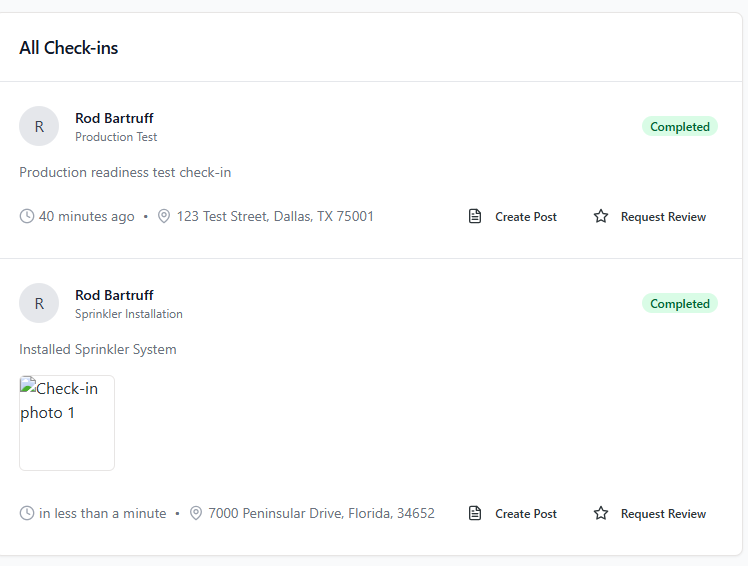 All Check-ins
R
Rod Bartruff
Production Test
Completed
Production readiness test check-in
40 minutes ago • 123 Test Street, Dallas, TX 75001
Create Post
Request Review
R
Rod Bartruff
Sprinkler Installation
Completed
Installed Sprinkler System
Check-in
photo 1
in less than a minute • 7000 Peninsular Drive, Florida, 34652
Create Post
Request Review